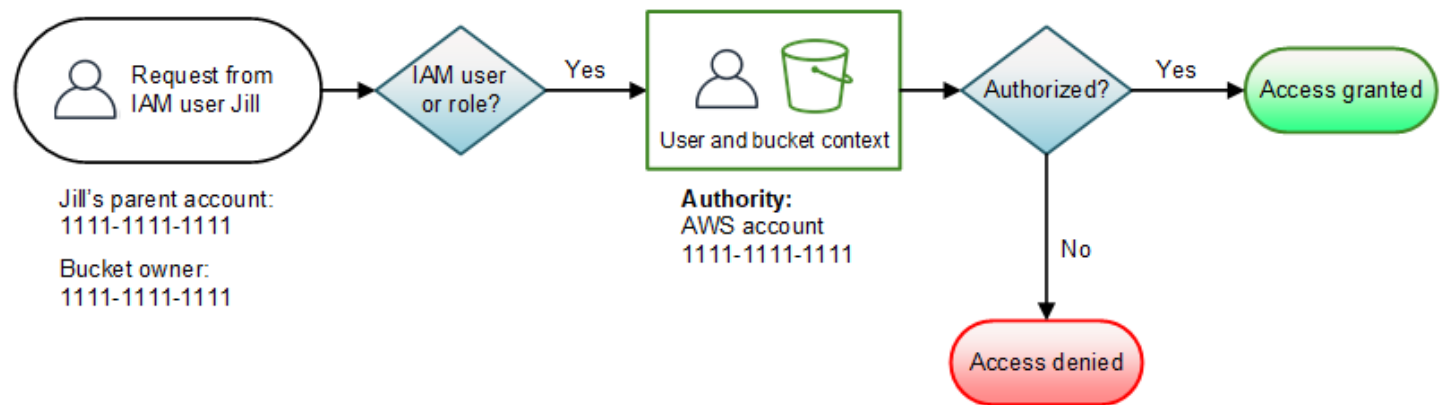 Request from
IAM user Jill
IAM user
or role?
Yes
User and bucket context
Authorized?
Yes
Access granted
Jill's parent account:
1111-1111-1111
Bucket owner:
1111-1111-1111
Authority:
AWS account
1111-1111-1111
No
Access denied